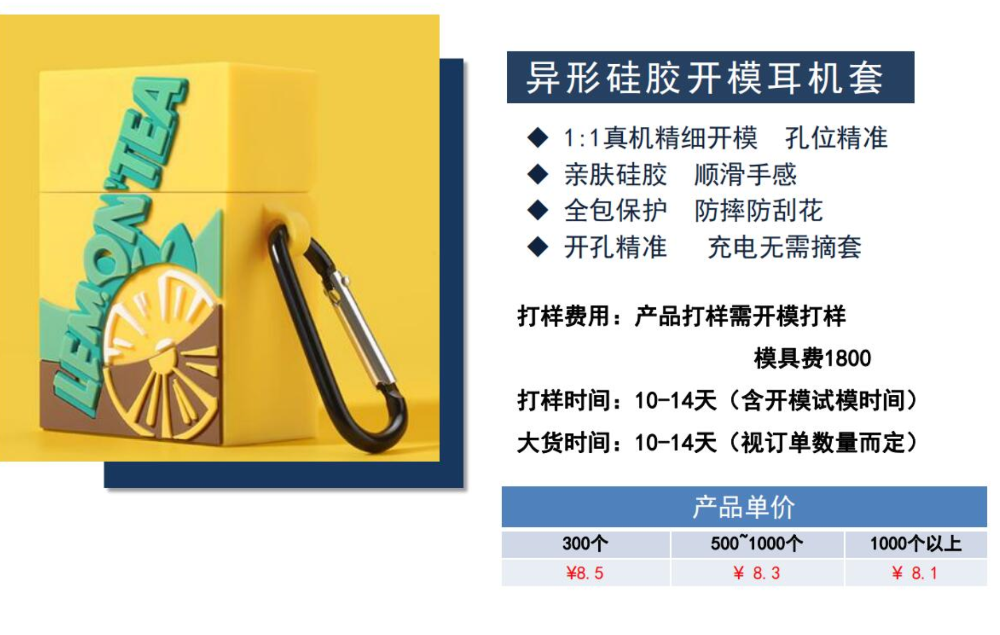 LEMON TEA
异形硅胶开模耳机套
◆ 1:1真机精细开模 孔位精准
◆ 亲肤硅胶 顺滑手感
◆ 全包保护 防摔防刮花
◆ 开孔精准 充电无需摘套
打样费用：产品打样需开模打样
模具费1800
打样时间：10-14天（含开模试模时间）
大货时间：10-14天（视订单数量而定）
产品单价
300个 500~1000个 1000个以上
¥8.5 ¥ 8.3 ¥ 8.1